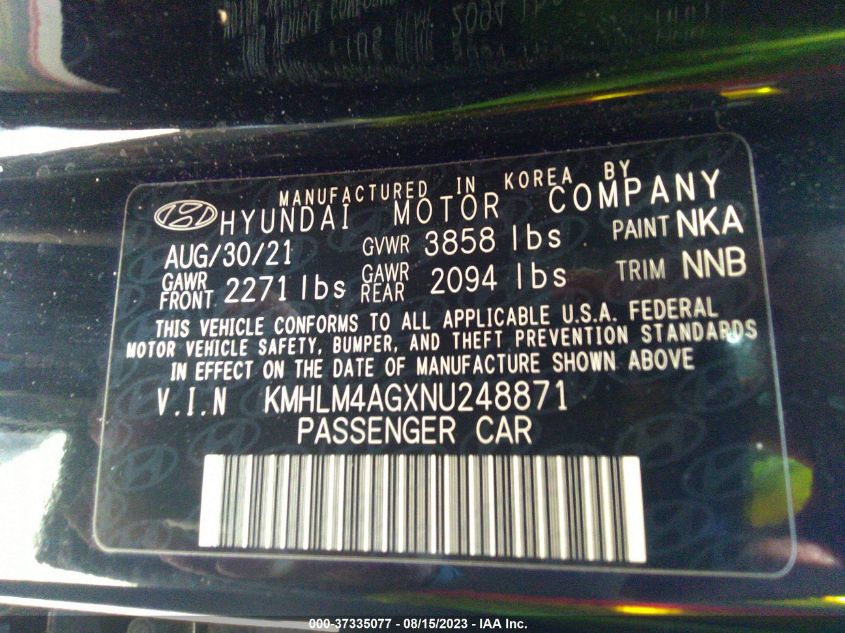 MANUFACTURED IN KOREA BY
HYUNDAI MOTOR COMPANY
AUG/30/21 GVWR 3858 lbs PAINT NKA
GAWR FRONT 2271 lbs GAWR REAR 2094 lbs TRIM NNB
THIS VEHICLE CONFORMS TO ALL APPLICABLE U.S.A. FEDERAL
MOTOR VEHICLE SAFETY, BUMPER, AND THEFT PREVENTION STANDARDS
IN EFFECT ON THE DATE OF MANUFACTURE SHOWN ABOVE
V.I.N KMHLM4AGXNU248871
PASSENGER CAR
000-37335077 - 08/15/2023 - IAA Inc.